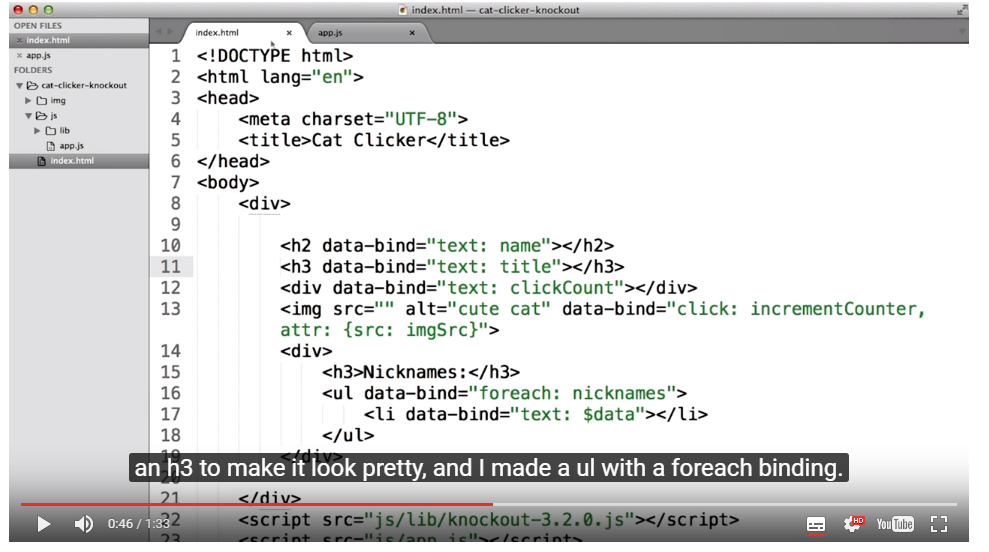 index.html — cat-clicker-knockout
OPEN FILES
index.html
app.js
FOLDERS
cat-clicker-knockout
img
js
lib
app.js
index.html
index.html × app.js ×
1 <!DOCTYPE html>
2 <html lang="en">
3 <head>
4 <meta charset="UTF-8">
5 <title>Cat Clicker</title>
6 </head>
7 <body>
8 <div>
9
10 <h2 data-bind="text: name"></h2>
11 <h3 data-bind="text: title"></h3>
12 <div data-bind="text: clickCount"></div>
13 <img src="" alt="cute cat" data-bind="click: incrementCounter,
attr: {src: imgSrc}">
14 <div>
15 <h3>Nicknames:</h3>
16 <ul data-bind="foreach: nicknames">
17 <li data-bind="text: $data"></li>
18 </ul>
19 </div>
an h3 to make it look pretty, and I made a ul with a foreach binding.
21 </div>
22 <script src="js/lib/knockout-3.2.0.js"></script>
23 <script src="js/app.js"></script>
0:46 / 1:33
HD
YouTube